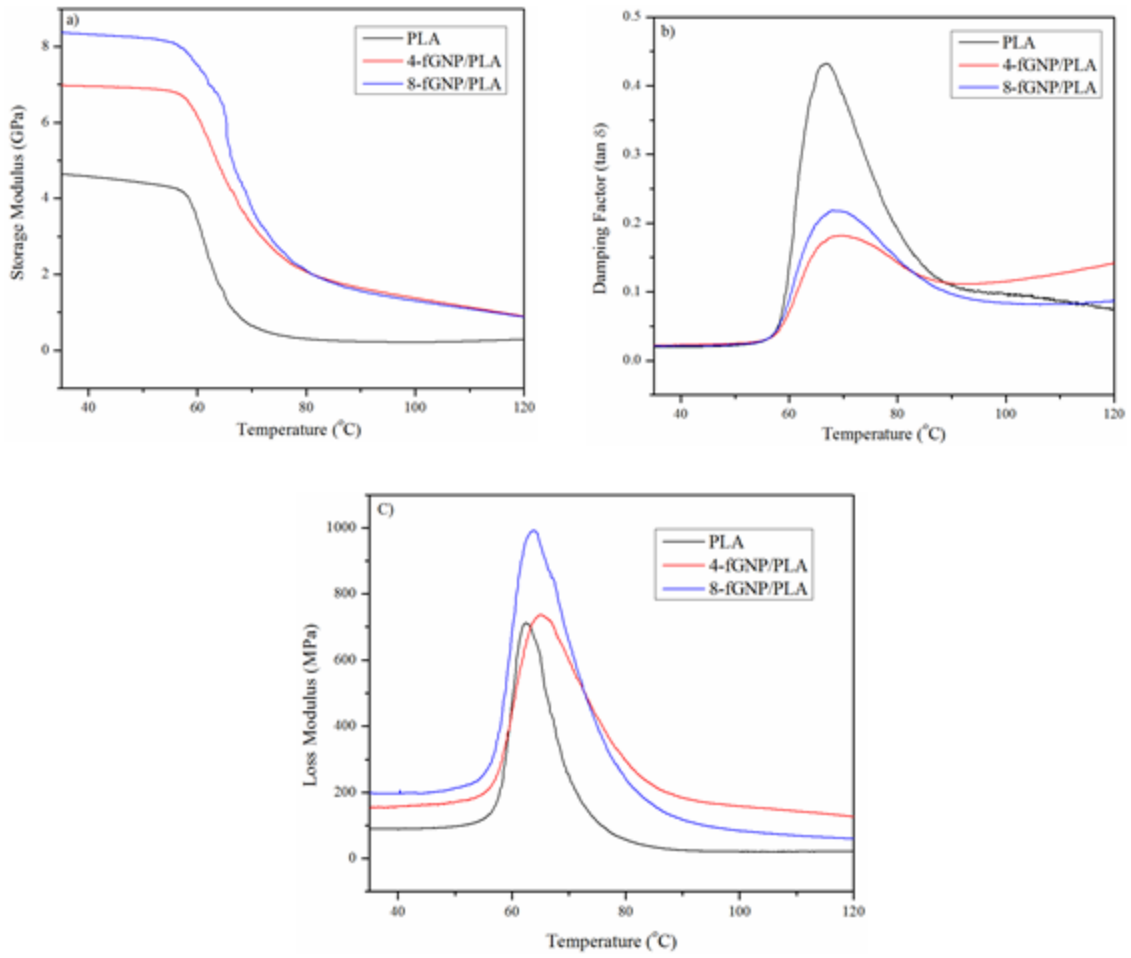 a)
PLA
4-fGNP/PLA
8-fGNP/PLA
Storage Modulus (GPa)
8
6
4
2
0
40 60 80 100 120
Temperature (°C)
b)
PLA
4-fGNP/PLA
8-fGNP/PLA
Damping Factor (tan δ)
0.5
0.4
0.3
0.2
0.1
0.0
40 60 80 100 120
Temperature (°C)
C)
PLA
4-fGNP/PLA
8-fGNP/PLA
Loss Modulus (MPa)
1000
800
600
400
200
0
40 60 80 100 120
Temperature (°C)